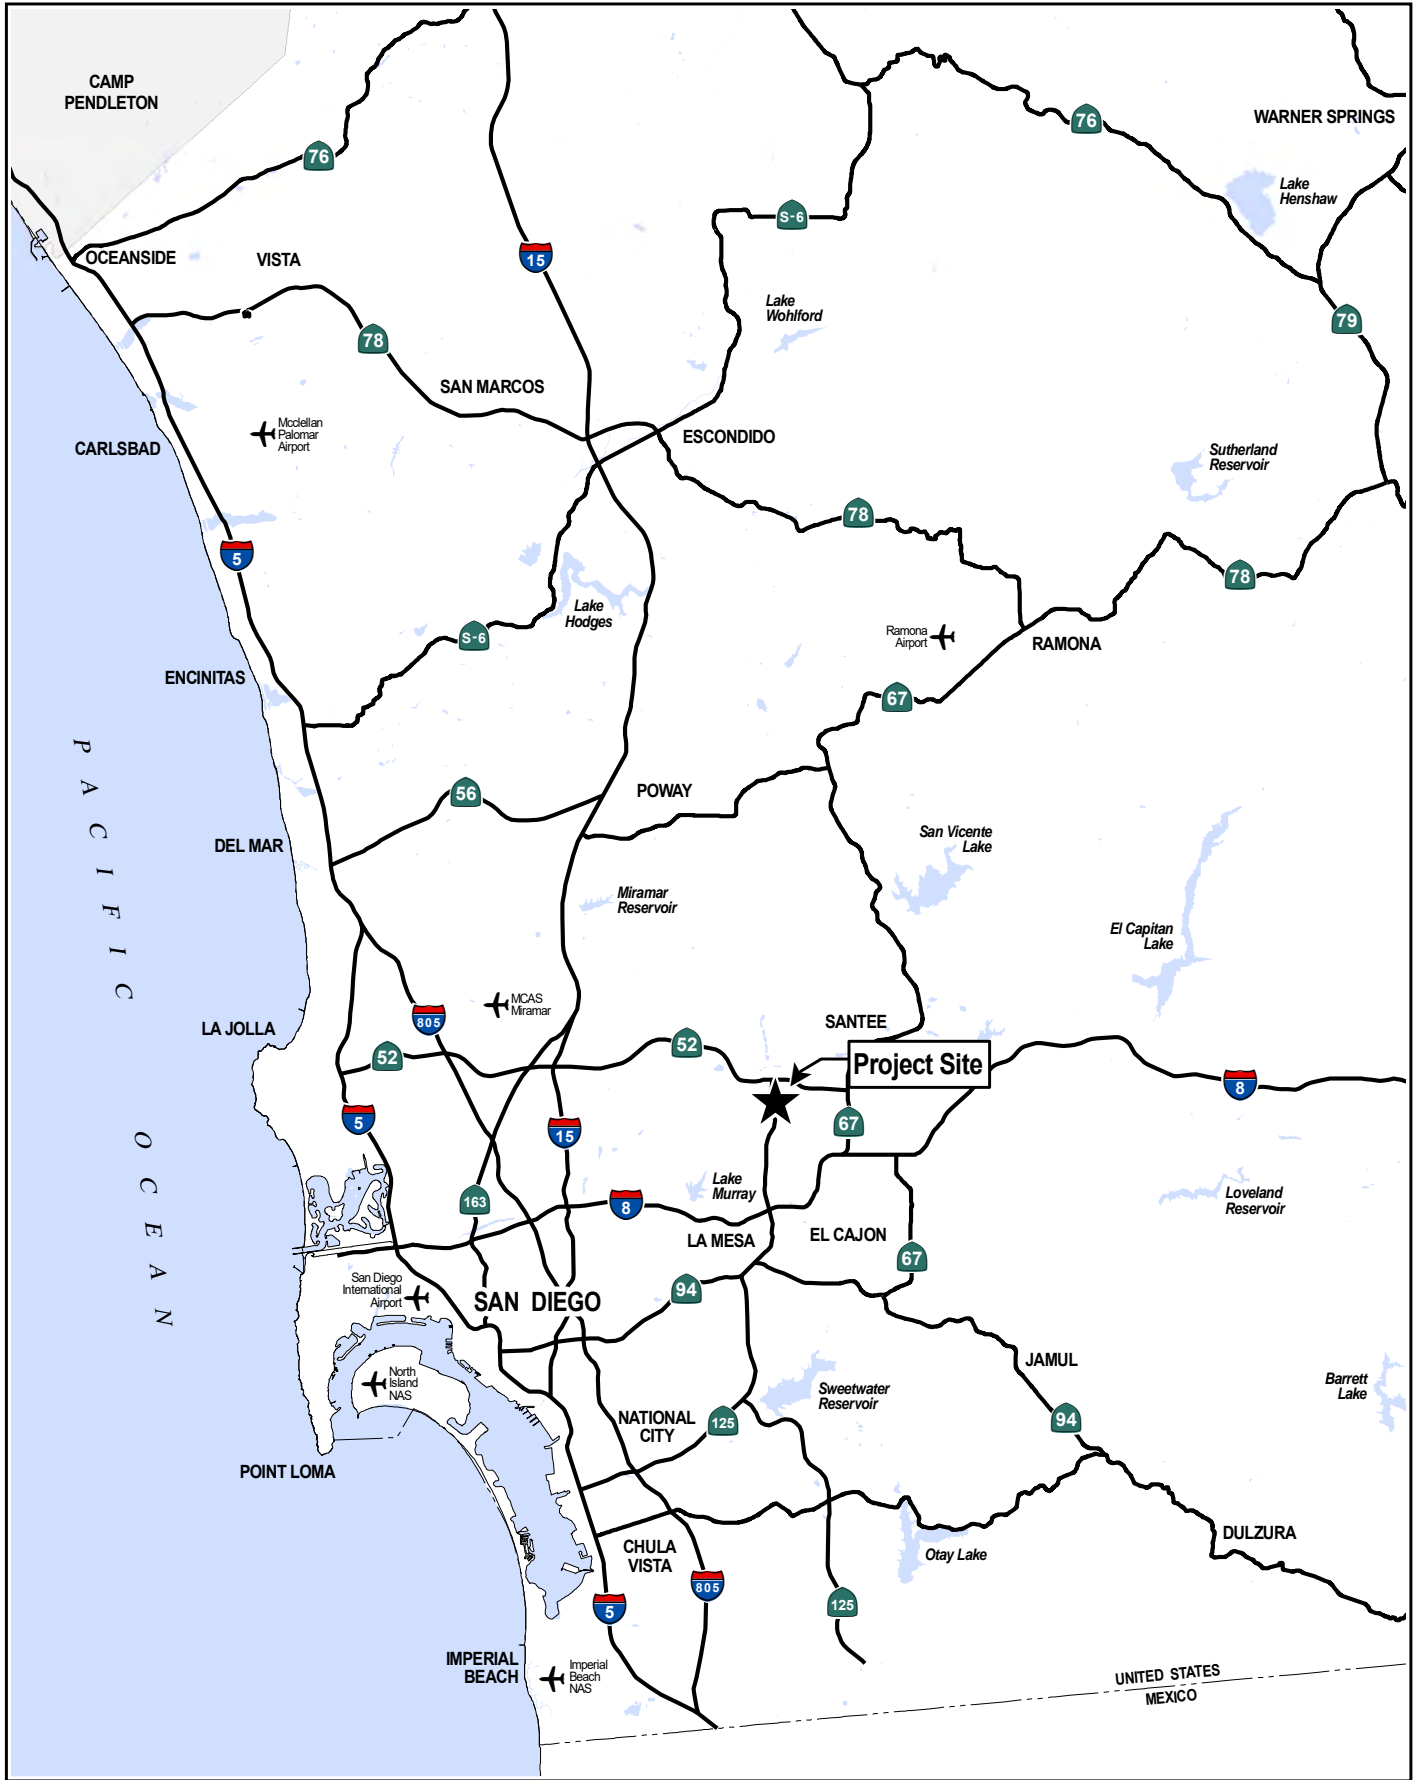 CAMP
PENDLETON
76
WARNER SPRINGS
76
Lake
Henshaw
S-6
OCEANSIDE
VISTA
15
Lake
Wohlford
79
78
SAN MARCOS
Mcclellan
Palomar
Airport
CARLSBAD
ESCONDIDO
Sutherland
Reservoir
78
5
78
Lake
Hodges
S-6
Ramona
Airport
RAMONA
ENCINITAS
67
PACIFIC OCEAN
56
POWAY
DEL MAR
San Vicente
Lake
Miramar
Reservoir
El Capitan
Lake
MCAS
Miramar
805
LA JOLLA
SANTEE
52
52
Project Site
8
5
67
15
Lake
Murray
163
8
Loveland
Reservoir
LA MESA
EL CAJON
67
San Diego
International
Airport
94
SAN DIEGO
JAMUL
North
Island
NAS
Sweetwater
Reservoir
Barrett
Lake
NATIONAL
CITY
125
94
POINT LOMA
CHULA
VISTA
Otay Lake
DULZURA
805
5
125
IMPERIAL
BEACH
Imperial
Beach
NAS
UNITED STATES
MEXICO